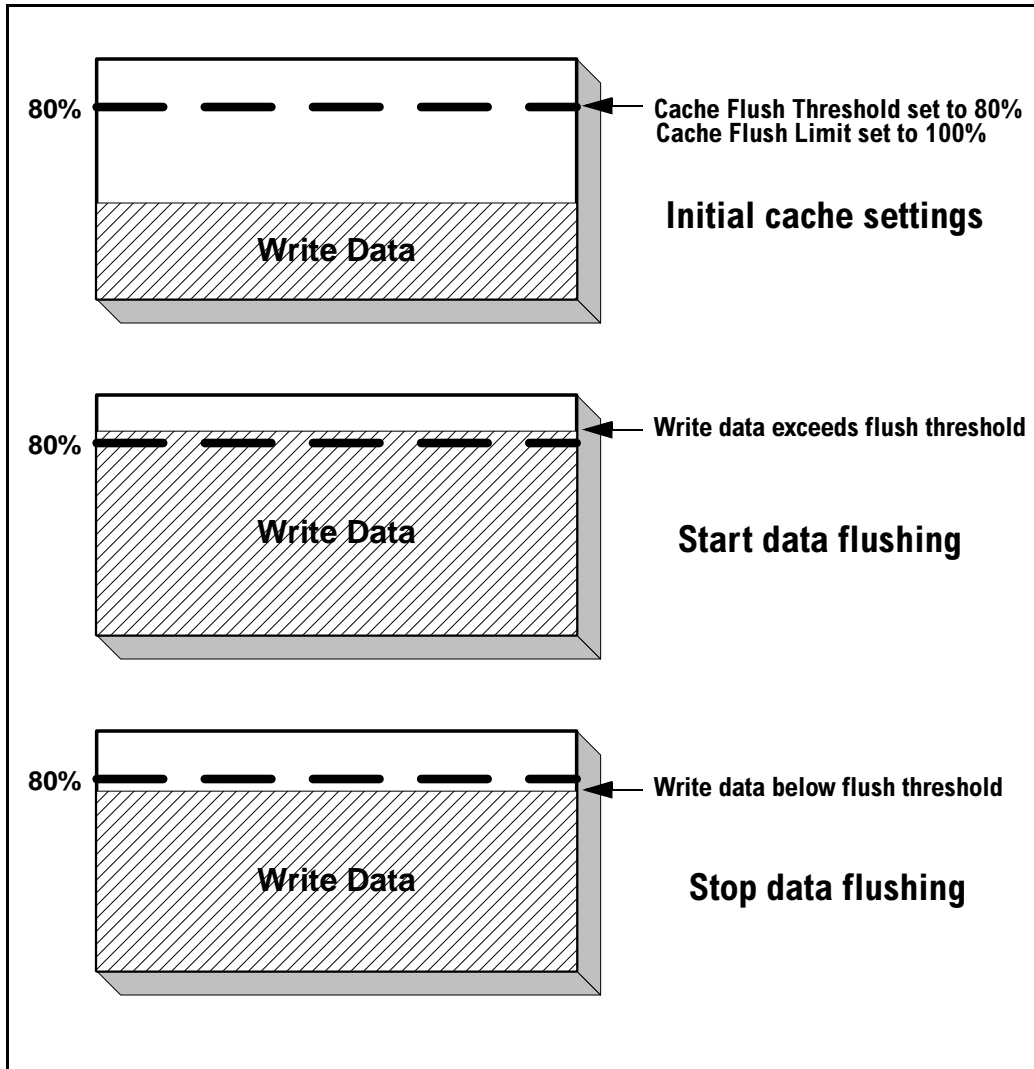 80%
Cache Flush Threshold set to 80%
Cache Flush Limit set to 100%
Initial cache settings
Write Data
80%
Write data exceeds flush threshold
Write Data
Start data flushing
80%
Write data below flush threshold
Write Data
Stop data flushing